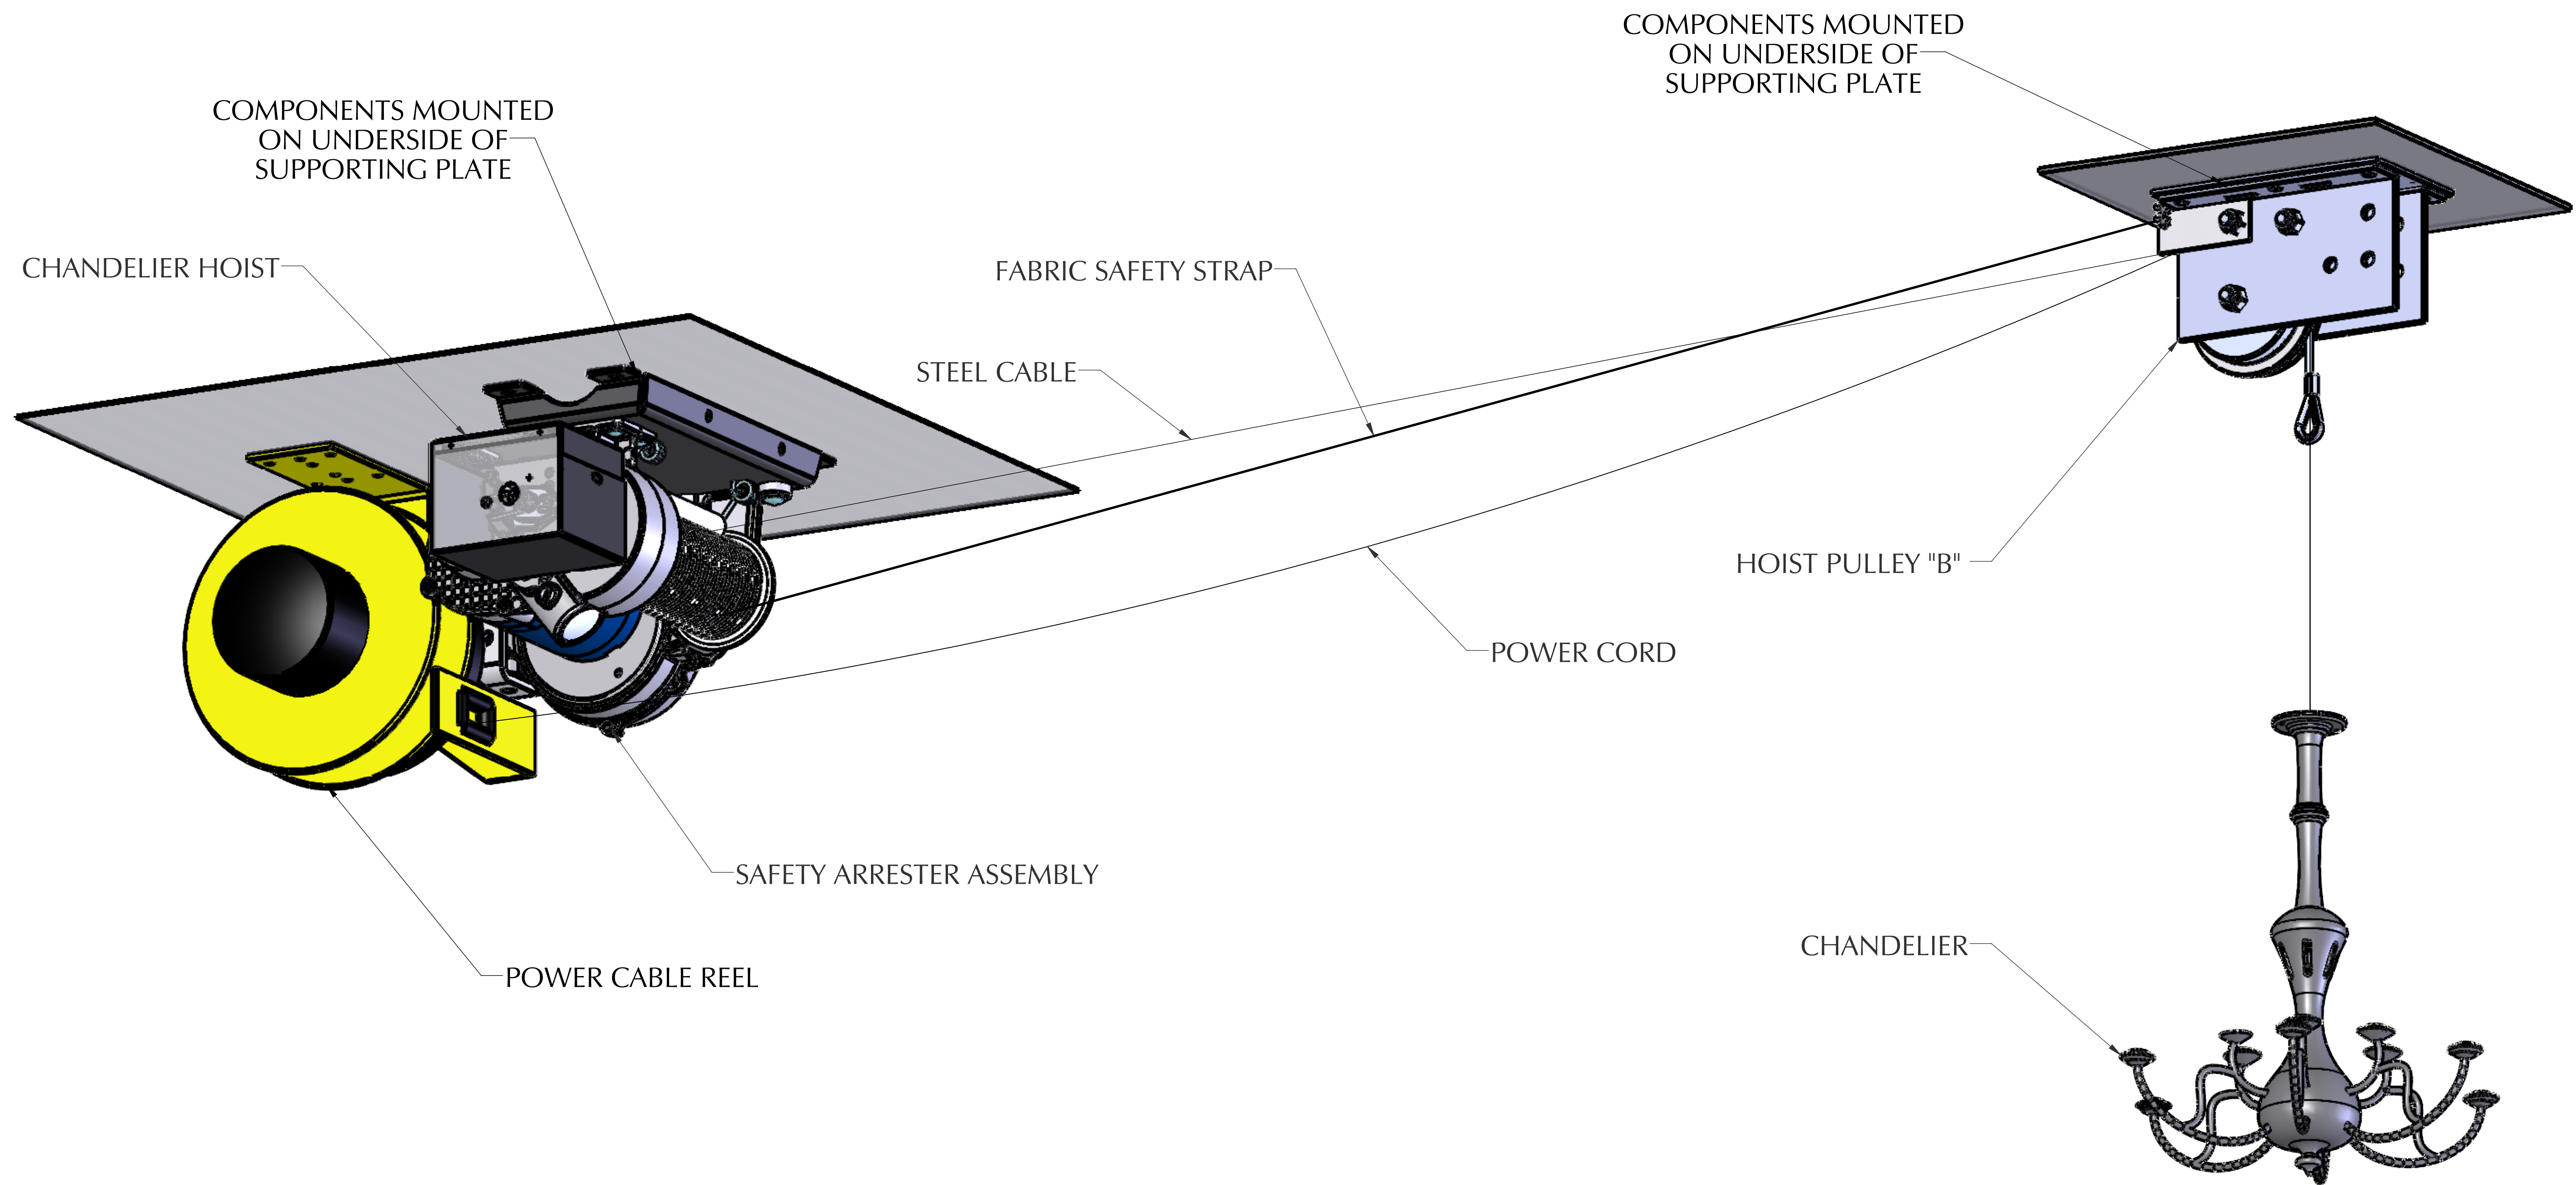 COMPONENTS MOUNTED
ON UNDERSIDE OF
SUPPORTING PLATE
COMPONENTS MOUNTED
ON UNDERSIDE OF
SUPPORTING PLATE
CHANDELIER HOIST
FABRIC SAFETY STRAP
STEEL CABLE
HOIST PULLEY "B"
POWER CORD
SAFETY ARRESTER ASSEMBLY
CHANDELIER
POWER CABLE REEL